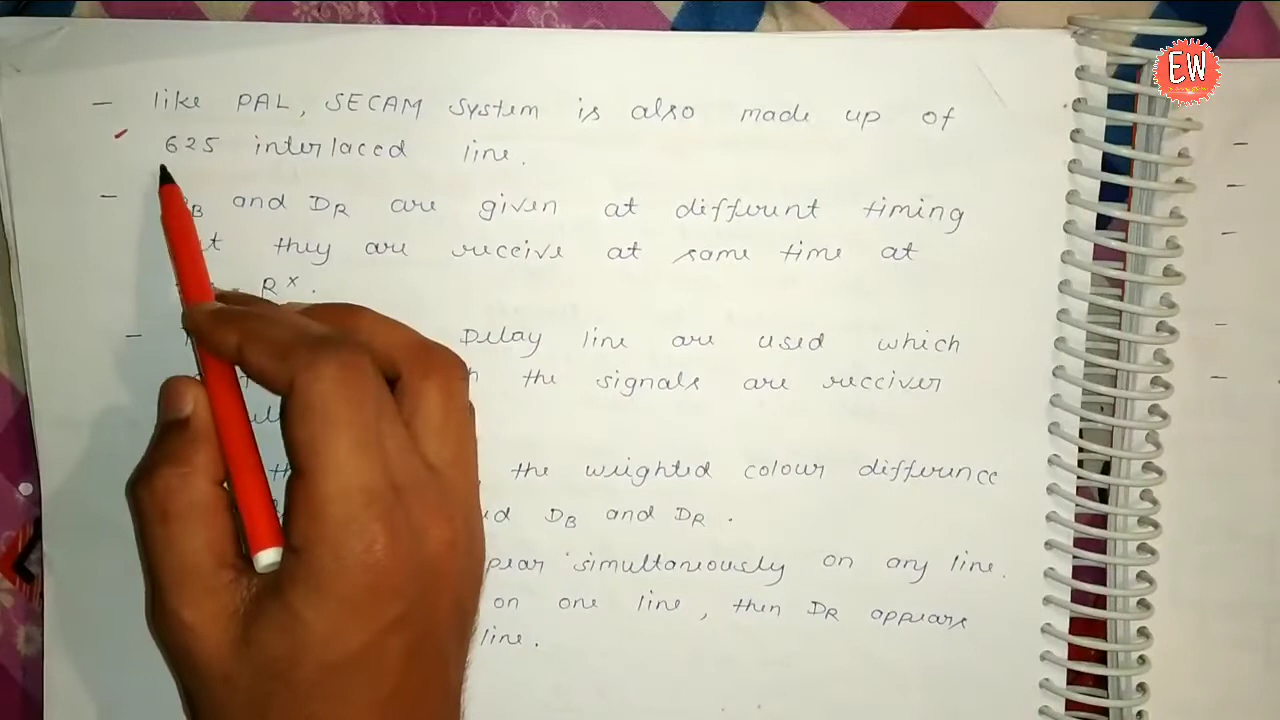 EW
- like PAL, SECAM System is also made up of
625 interlaced line.
- and DR are given at different timing
they are receive at same time at
Rx.
- Delay line are used which
the signals are reciver
the weighted colour difference
DB and DR.
simultaneously on any line.
on one line, then DR appears
line.